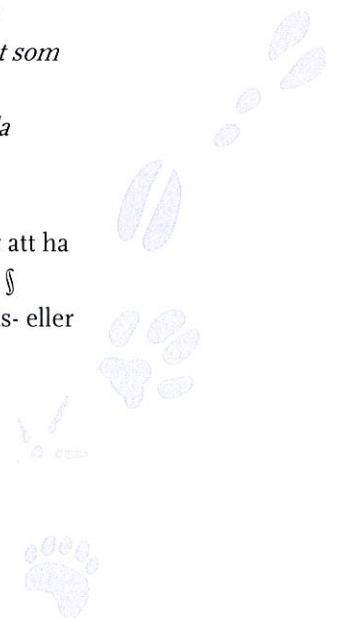 t som
a
att ha
§
s- eller